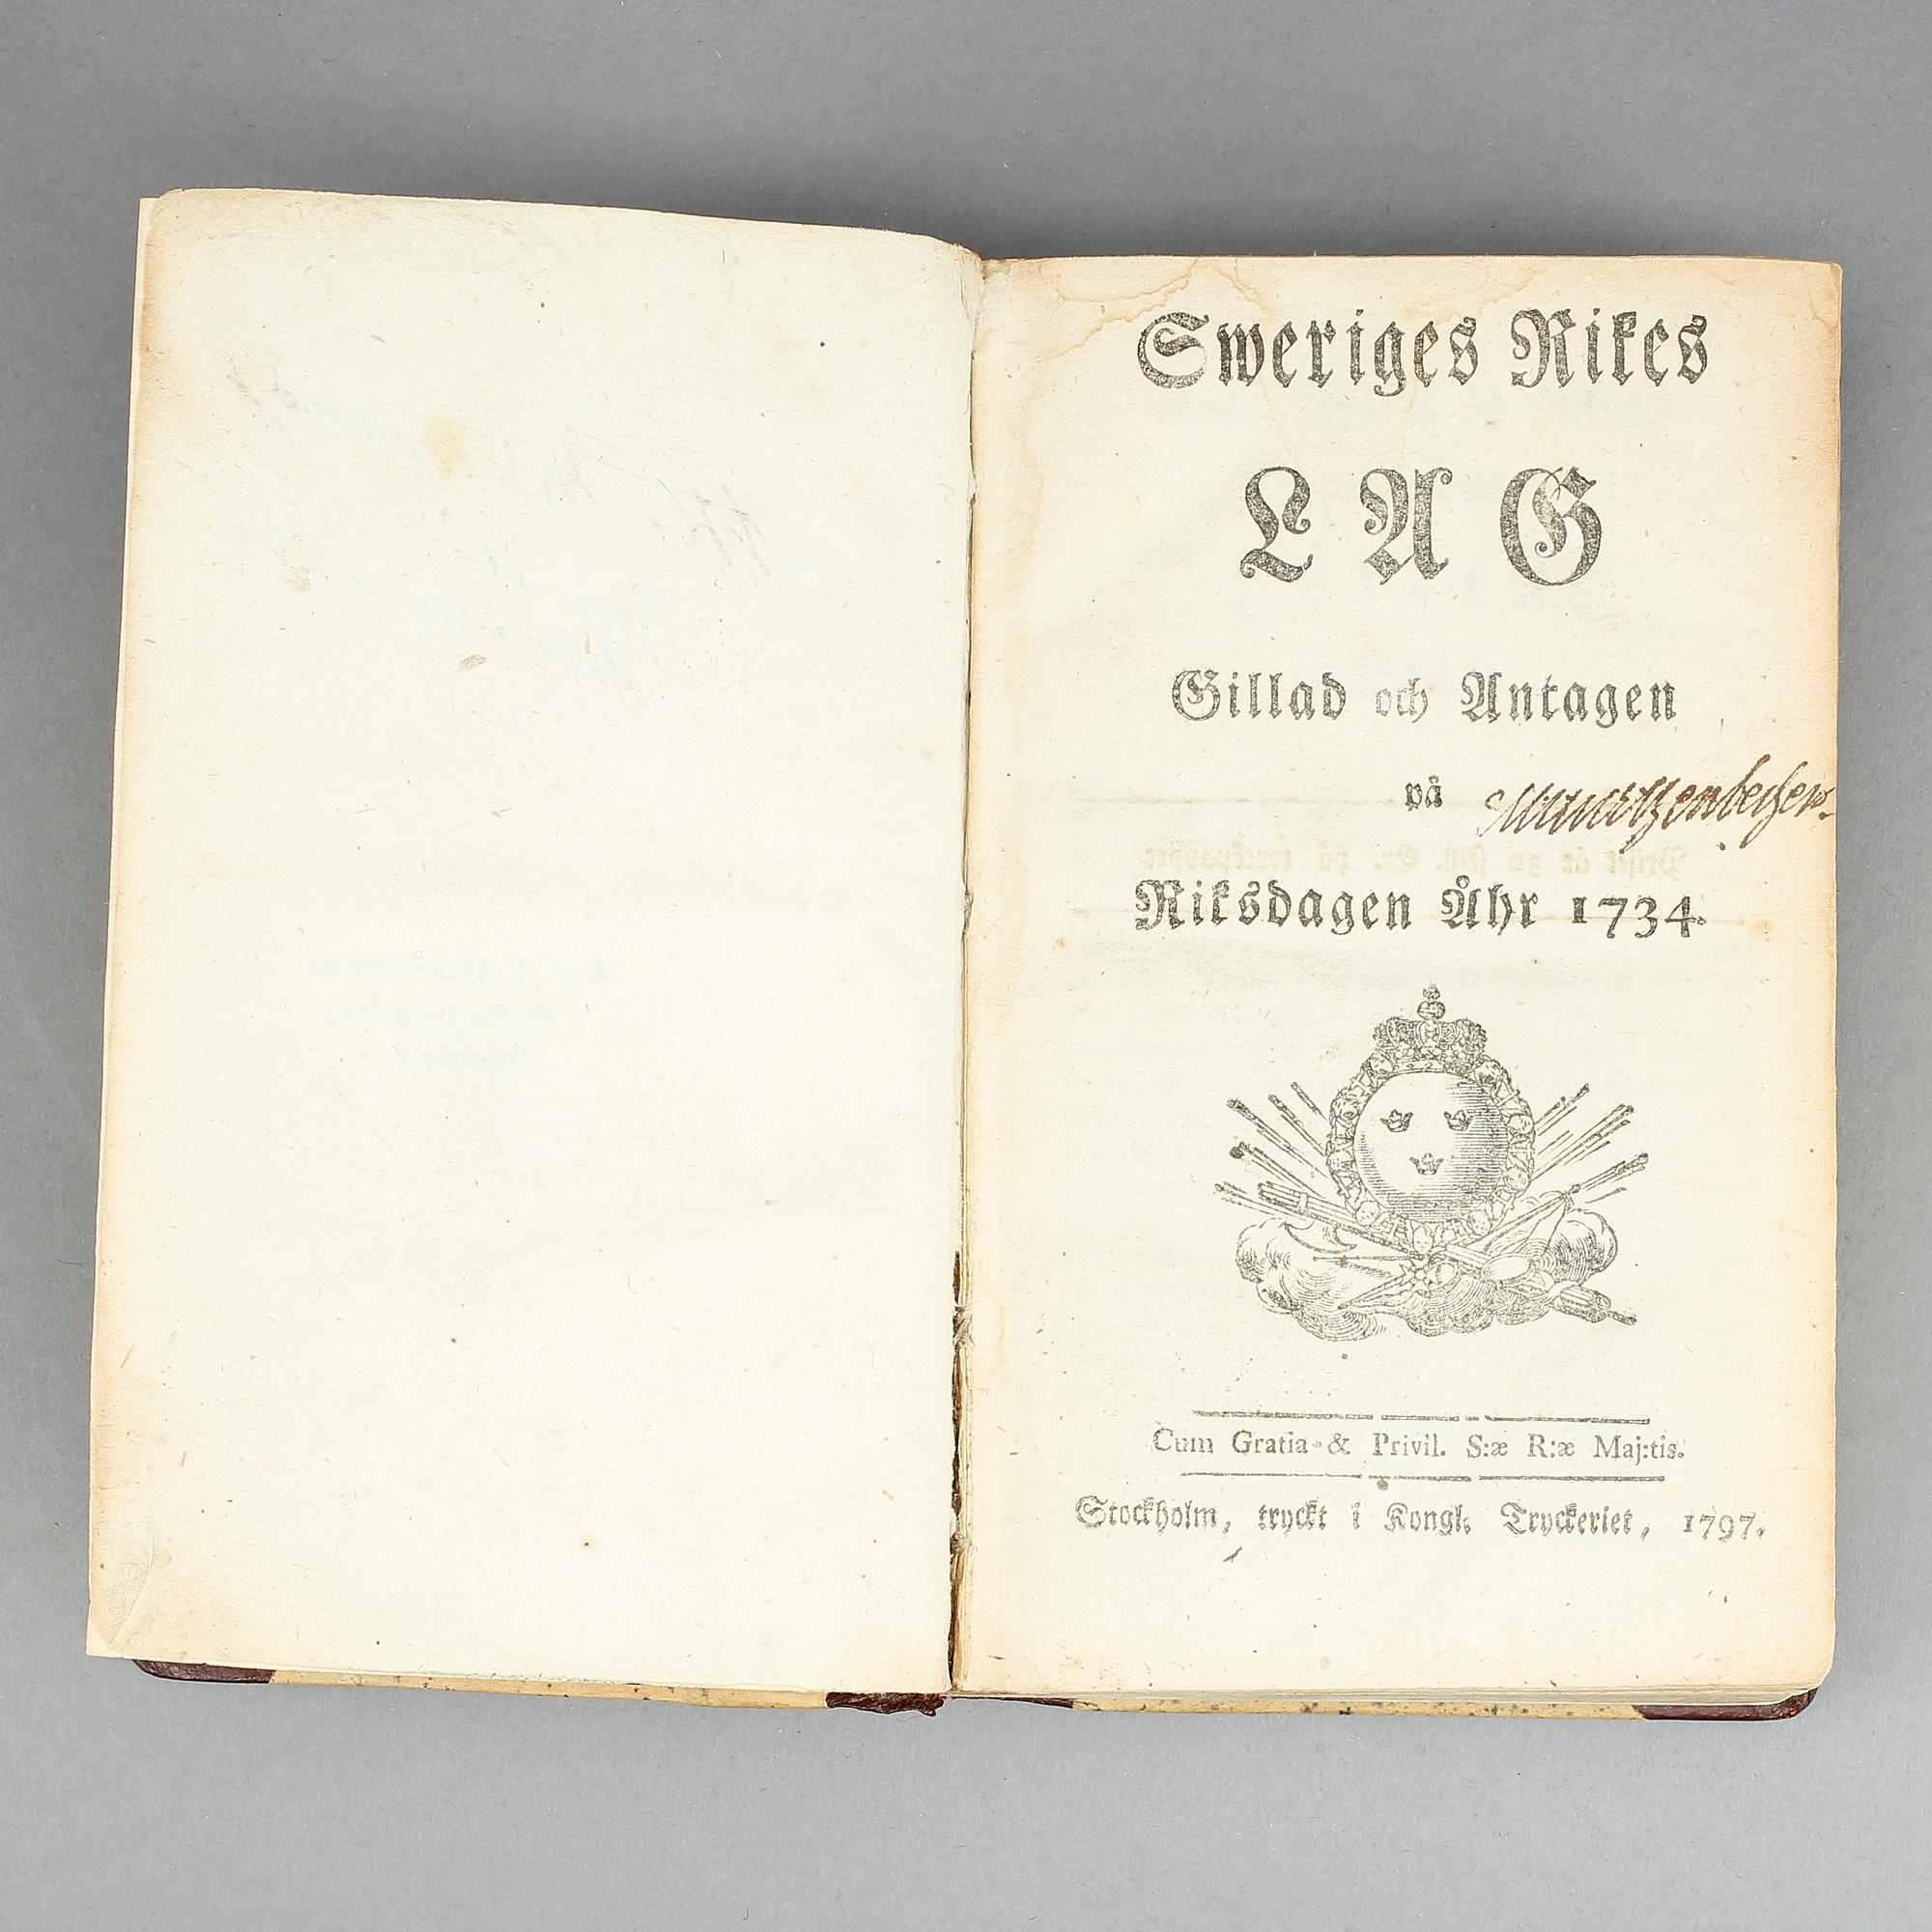 Sweriges Rikes
LAG
Gillad och Antagen
på
Riksdagen Åhr 1734.
Cum Gratia & Privil. S:æ R:æ Maj:tis.
Stockholm, tryckt i Kongl. Tryckeriet, 1797.